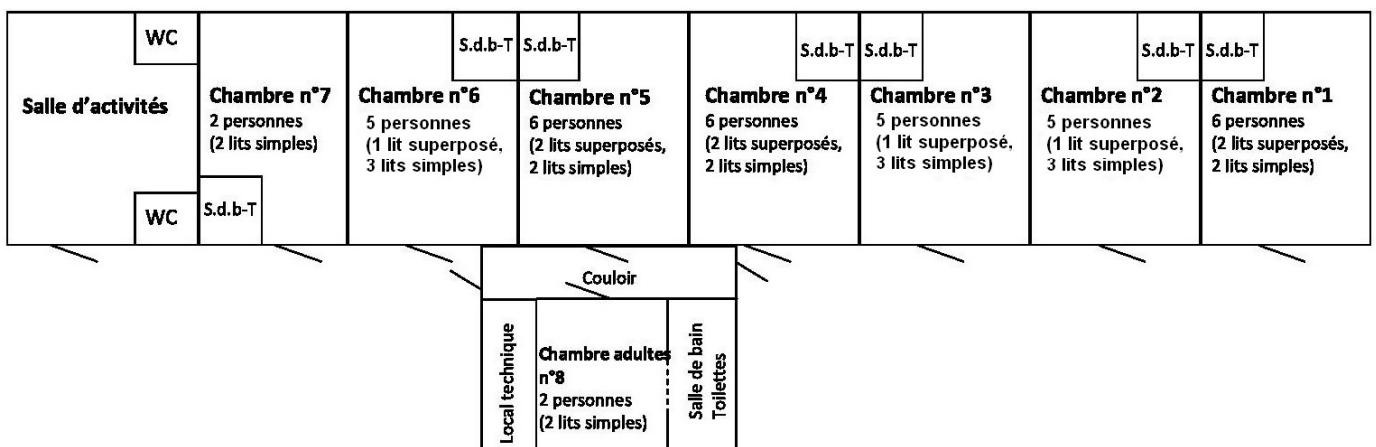 WC
Salle d'activités
WC
Chambre n°7
2 personnes
(2 lits simples)
S.d.b-T
S.d.b-T
Chambre n°6
5 personnes
(1 lit superposé,
3 lits simples)
S.d.b-T
Chambre n°5
6 personnes
(2 lits superposés,
2 lits simples)
S.d.b-T
Chambre n°4
6 personnes
(2 lits superposés,
2 lits simples)
S.d.b-T
Chambre n°3
5 personnes
(1 lit superposé,
3 lits simples)
S.d.b-T
Chambre n°2
5 personnes
(1 lit superposé,
3 lits simples)
S.d.b-T
Chambre n°1
6 personnes
(2 lits superposés,
2 lits simples)
Couloir
Local technique
Chambre adultes
n°8
2 personnes
(2 lits simples)
Salle de bain
Toilettes